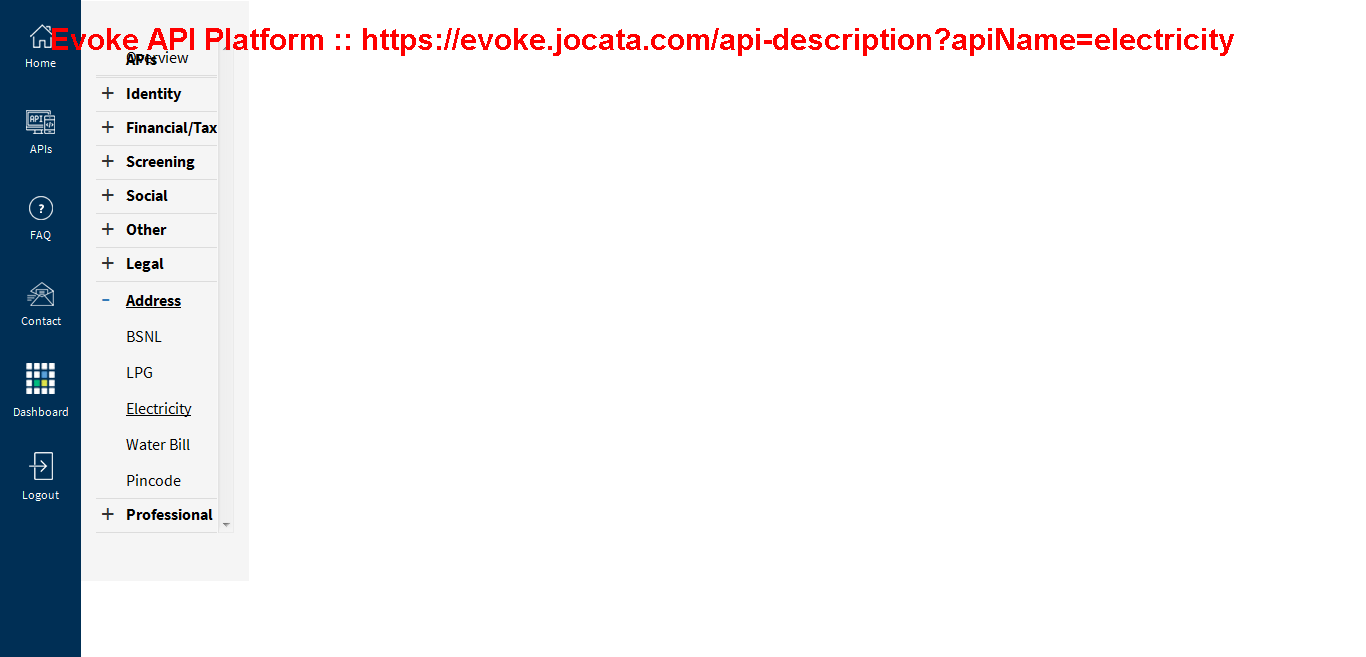 Evoke API Platform :: https://evoke.jocata.com/api-description?apiName=electricity
Home
API
APIs
?
FAQ
Contact
Dashboard
Logout
APIs
Overview
Identity
Financial/Tax
Screening
Social
Other
Legal
Address
BSNL
LPG
Electricity
Water Bill
Pincode
Professional